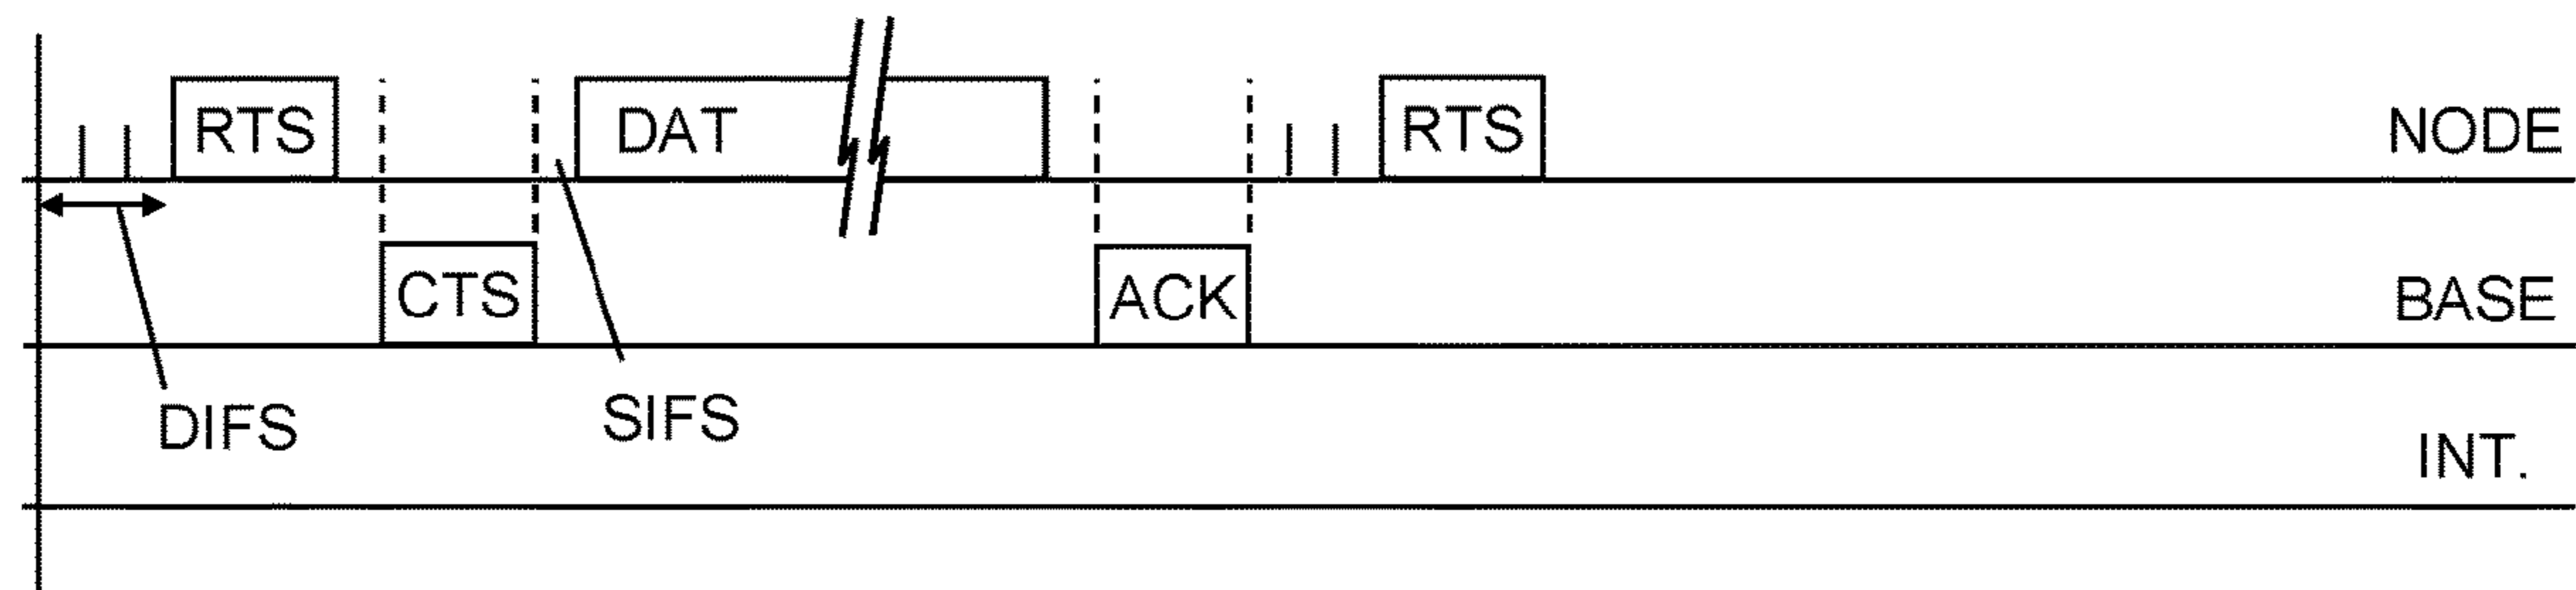 RTS DAT RTS NODE
CTS ACK BASE
DIFS SIFS INT.